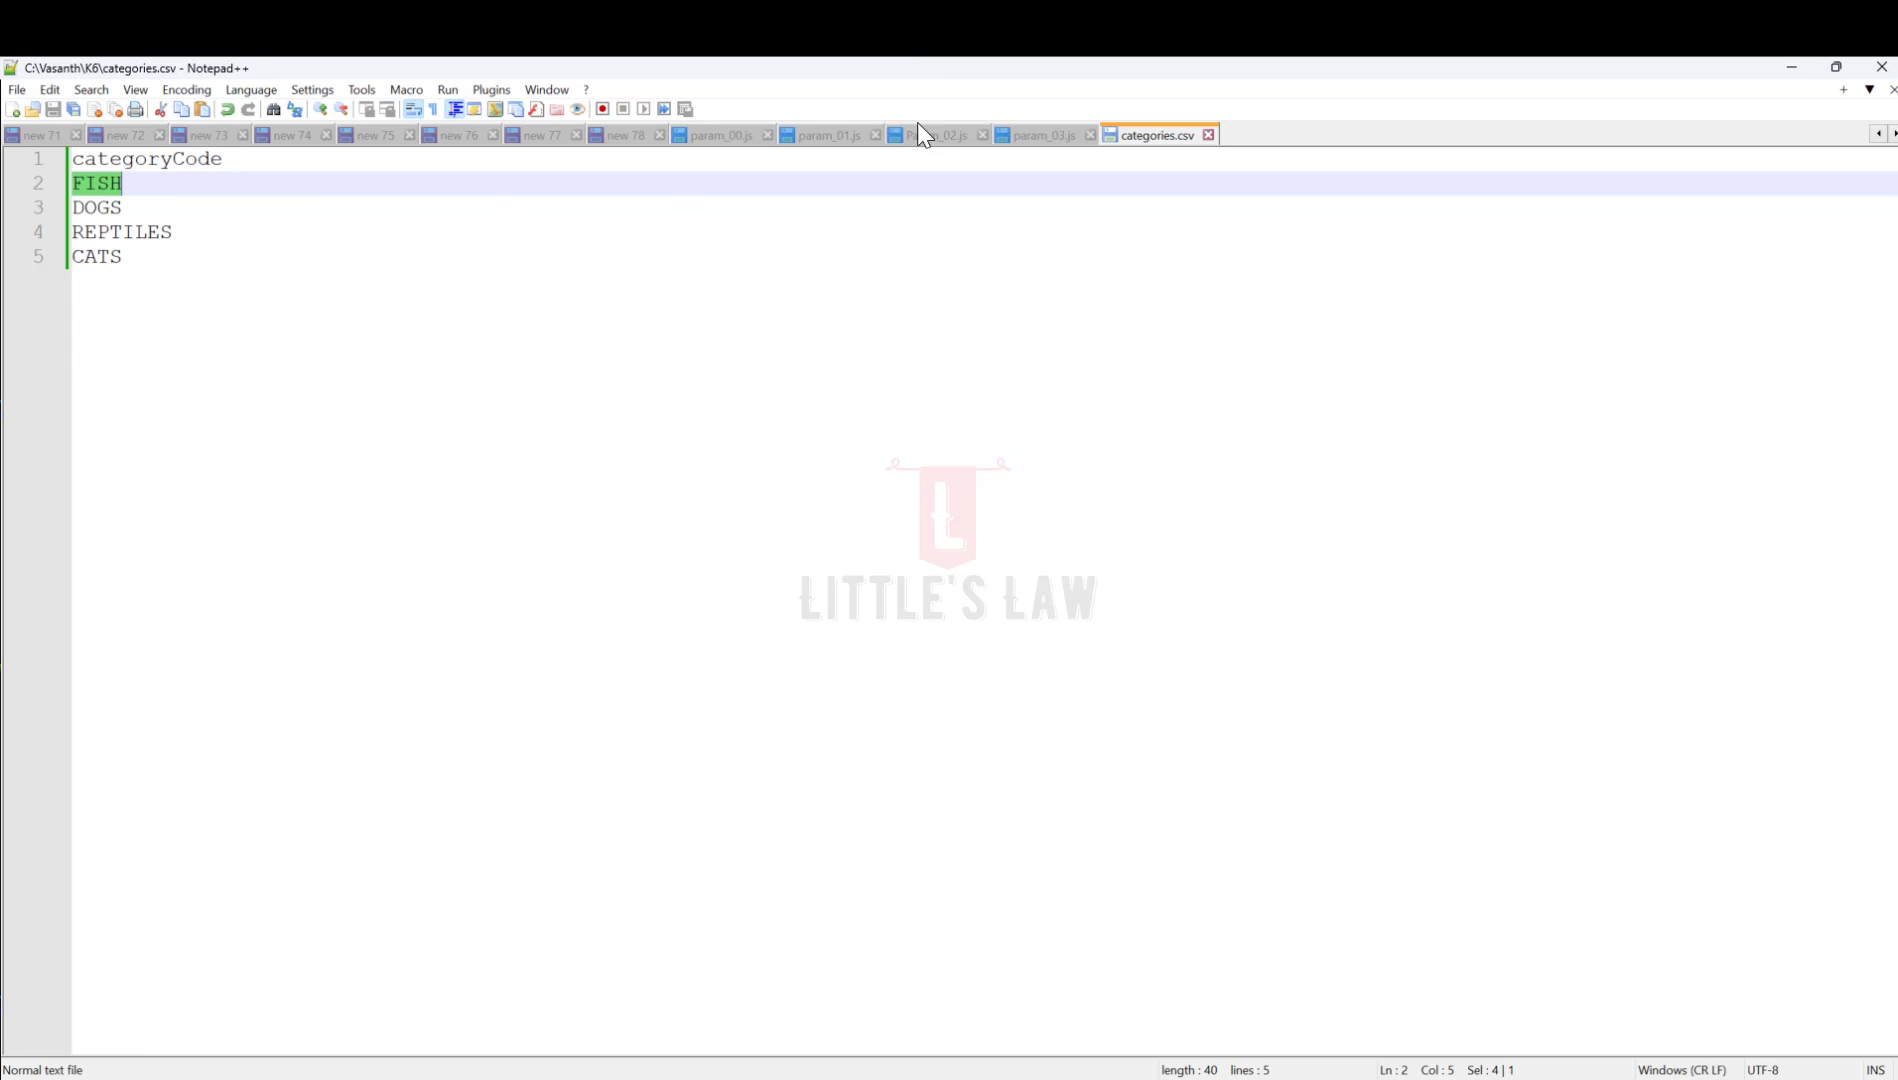 C:\Vasanth\K6\categories.csv - Notepad++
File Edit Search View Encoding Language Settings Tools Macro Run Plugins Window ?
new 71 new 72 new 73 new 74 new 75 new 76 new 77 new 78 param_00.js param_01.js param_03.js categories.csv
1 categoryCode
2 FISH
3 DOGS
4 REPTILES
5 CATS
Ł
LITTLE'S ŁAW
Normal text file length : 40 lines : 5 Ln : 2 Col : 5 Sel : 4 | 1 Windows (CR LF) UTF-8 INS